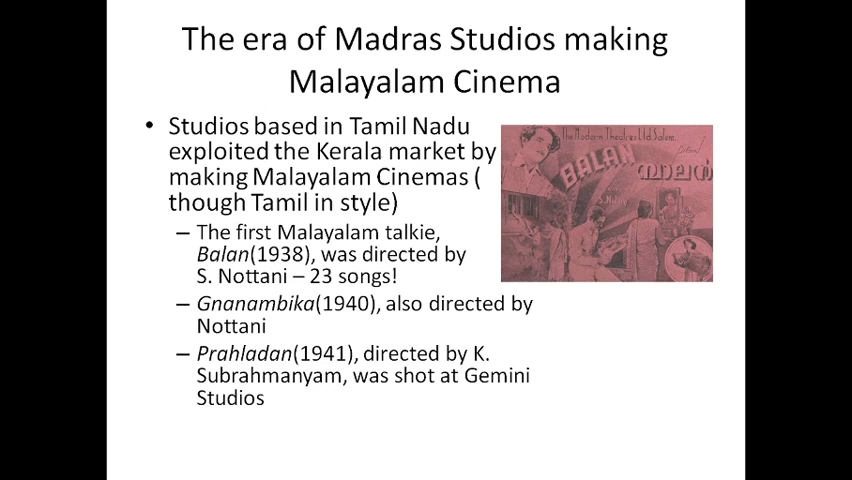 The era of Madras Studios making
Malayalam Cinema
• Studios based in Tamil Nadu
exploited the Kerala market by
making Malayalam Cinemas (
though Tamil in style)
– The first Malayalam talkie,
Balan(1938), was directed by
S. Nottani – 23 songs!
– Gnanambika(1940), also directed by
Nottani
– Prahladan(1941), directed by K.
Subrahmanyam, was shot at Gemini
Studios
The Modern Theatres Ltd Salem.
BALAN
ബാലൻ